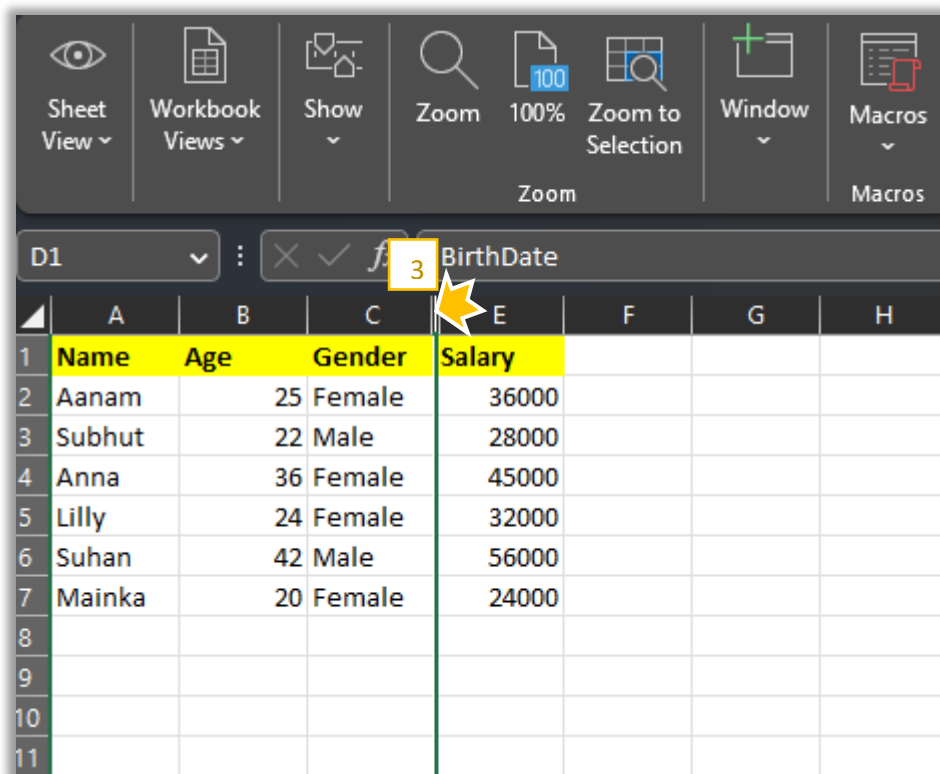 Sheet View
Workbook Views
Show
Zoom
100
100%
Zoom to Selection
Window
Macros
Zoom
Macros
D1
BirthDate
3
A B C E F G H
1 Name Age Gender Salary
2 Aanam 25 Female 36000
3 Subhut 22 Male 28000
4 Anna 36 Female 45000
5 Lilly 24 Female 32000
6 Suhan 42 Male 56000
7 Mainka 20 Female 24000
8
9
10
11